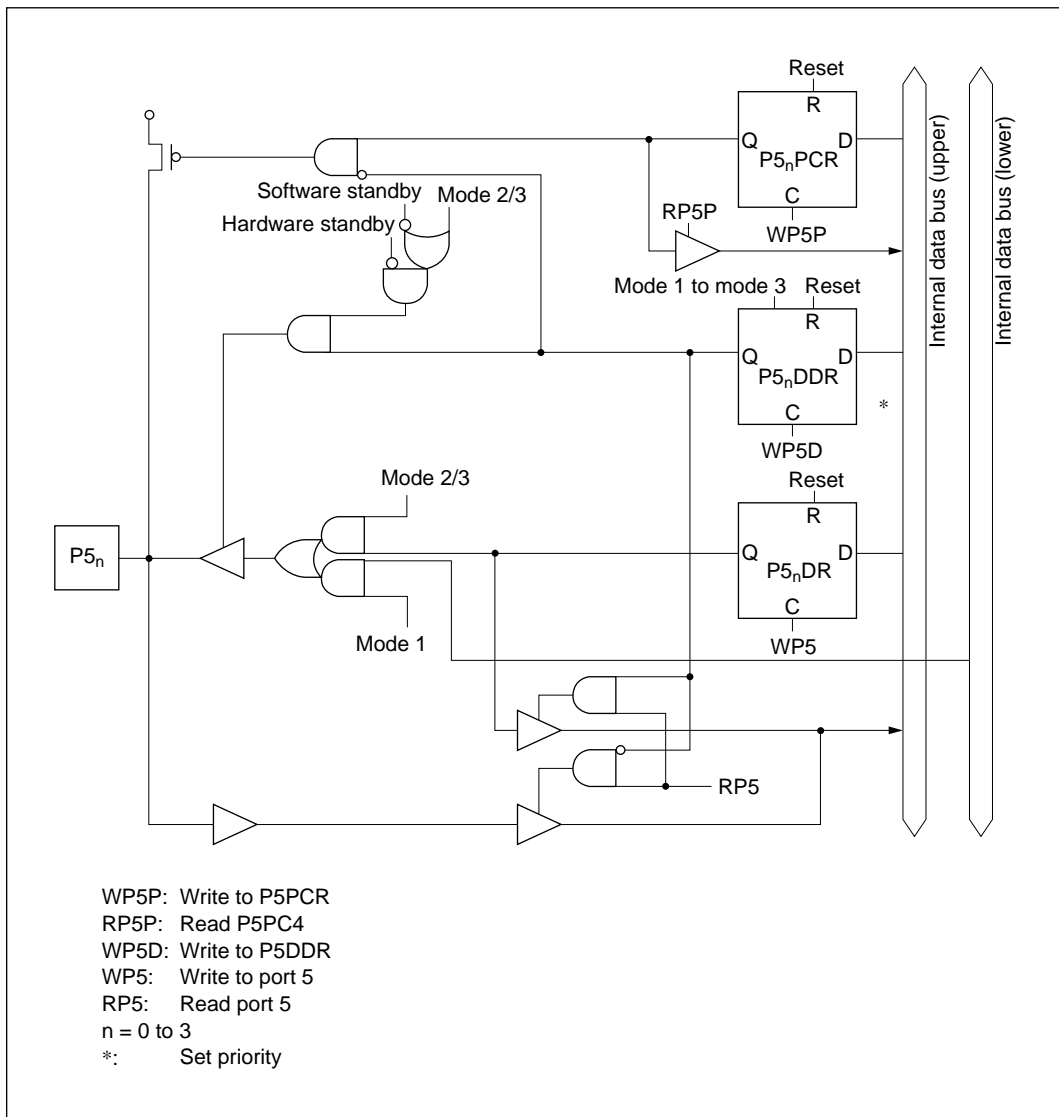 Reset
R
Q P5nPCR D
C
WP5P
Internal data bus (upper)
Internal data bus (lower)
Software standby
Mode 2/3
Hardware standby
RP5P
Mode 1 to mode 3
Reset
R
Q P5nDDR D
C
*
WP5D
Mode 2/3
Reset
R
Q P5nDR D
C
WP5
P5n
Mode 1
RP5
WP5P: Write to P5PCR
RP5P: Read P5PC4
WP5D: Write to P5DDR
WP5: Write to port 5
RP5: Read port 5
n = 0 to 3
*: Set priority